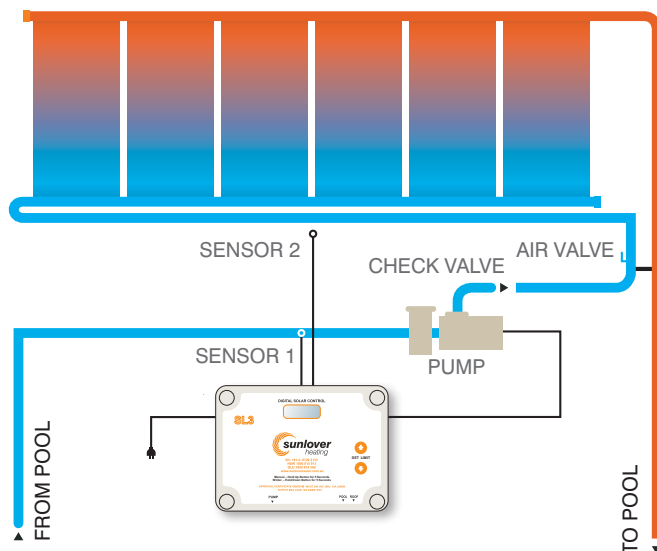 SENSOR 2
AIR VALVE
CHECK VALVE
SENSOR 1
PUMP
DIGITAL SOLAR CONTROL
SL3
sunlover
heating
SET LIMIT
PUMP
POOL ROOF
FROM POOL
TO POOL